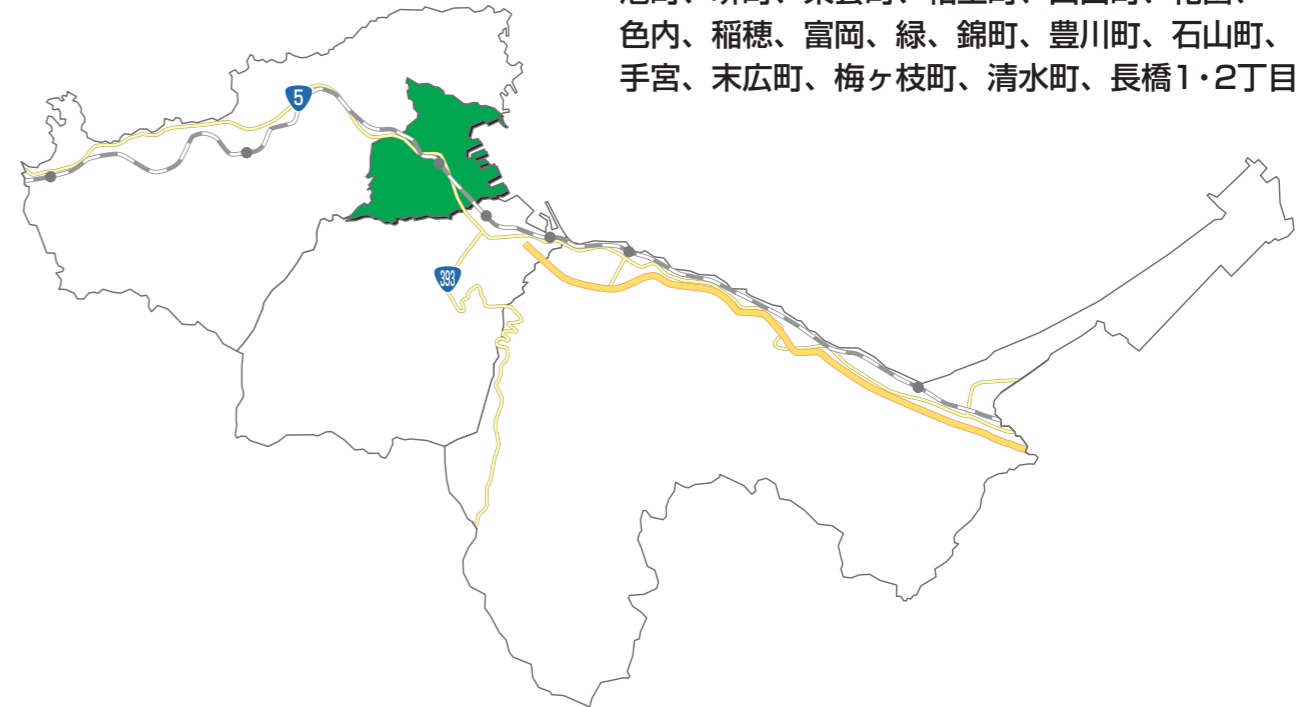 色内、稲穂、富岡、緑、錦町、豊川町、石山町、
手宮、末広町、梅ヶ枝町、清水町、長橋1・2丁目
5
393